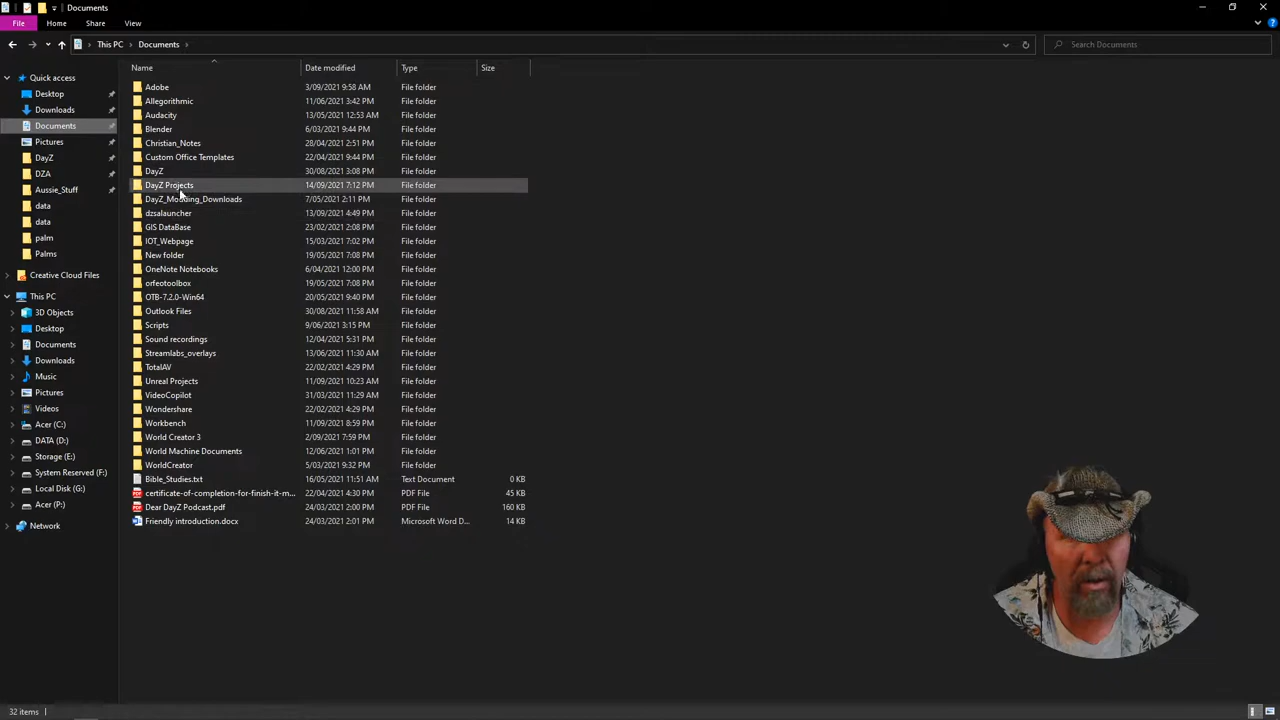 Documents
File Home Share View
This PC > Documents >
Search Documents
Quick access
Desktop
Downloads
Documents
Pictures
DayZ
DZA
Aussie_Stuff
data
data
palm
Palms
Creative Cloud Files
This PC
3D Objects
Desktop
Documents
Downloads
Music
Pictures
Videos
Acer (C:)
DATA (D:)
Storage (E:)
System Reserved (F:)
Local Disk (G:)
Acer (P:)
Network
Name Date modified Type Size
Adobe 3/09/2021 9:58 AM File folder
Allegorithmic 11/06/2021 3:42 PM File folder
Audacity 13/05/2021 12:53 AM File folder
Blender 6/03/2021 9:44 PM File folder
Christian_Notes 28/04/2021 2:51 PM File folder
Custom Office Templates 22/04/2021 9:44 PM File folder
DayZ 30/08/2021 3:08 PM File folder
DayZ Projects 14/09/2021 7:12 PM File folder
DayZ_Modding_Downloads 7/05/2021 2:11 PM File folder
dzsalauncher 13/09/2021 4:49 PM File folder
GIS DataBase 23/02/2021 2:08 PM File folder
IOT_Webpage 15/03/2021 7:02 PM File folder
New folder 19/05/2021 7:08 PM File folder
OneNote Notebooks 6/04/2021 12:00 PM File folder
orfeotoolbox 19/05/2021 7:08 PM File folder
OTB-7.2.0-Win64 20/05/2021 9:40 PM File folder
Outlook Files 30/08/2021 11:58 AM File folder
Scripts 9/06/2021 3:15 PM File folder
Sound recordings 12/04/2021 5:31 PM File folder
Streamlabs_overlays 13/06/2021 11:30 AM File folder
TotalAV 22/02/2021 4:29 PM File folder
Unreal Projects 11/09/2021 10:23 AM File folder
VideoCopilot 31/03/2021 11:29 AM File folder
Wondershare 22/02/2021 4:29 PM File folder
Workbench 11/09/2021 8:59 PM File folder
World Creator 3 2/09/2021 7:59 PM File folder
World Machine Documents 12/06/2021 1:01 PM File folder
WorldCreator 5/03/2021 9:32 PM File folder
Bible_Studies.txt 16/05/2021 11:51 AM Text Document 0 KB
certificate-of-completion-for-finish-it-m... 22/04/2021 4:30 PM PDF File 45 KB
Dear DayZ Podcast.pdf 24/03/2021 2:00 PM PDF File 160 KB
Friendly introduction.docx 24/03/2021 2:01 PM Microsoft Word D... 14 KB
32 items